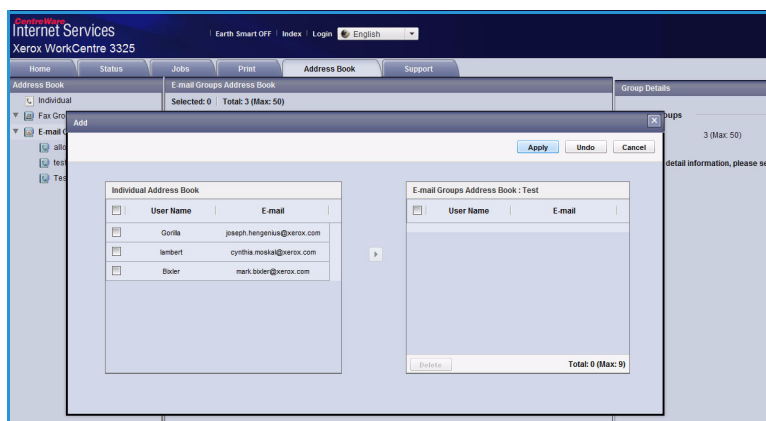 CentreWare
Internet Services
Xerox WorkCentre 3325
Earth Smart OFF | Index | Login English
Home Status Jobs Print Address Book Support
Address Book
E-mail Groups Address Book
Group Details
Individual
Selected: 0 Total: 3 (Max: 50)
Fax Gro
oups
Add
E-mail G
3 (Max: 50)
Apply Undo Cancel
allo
test
detail information, please se
Tes
Individual Address Book
User Name E-mail
Gorilla joseph.hengenius@xerox.com
lambert cynthia.moskal@xerox.com
Bixler mark.bixler@xerox.com
E-mail Groups Address Book : Test
User Name E-mail
Delete Total: 0 (Max: 9)